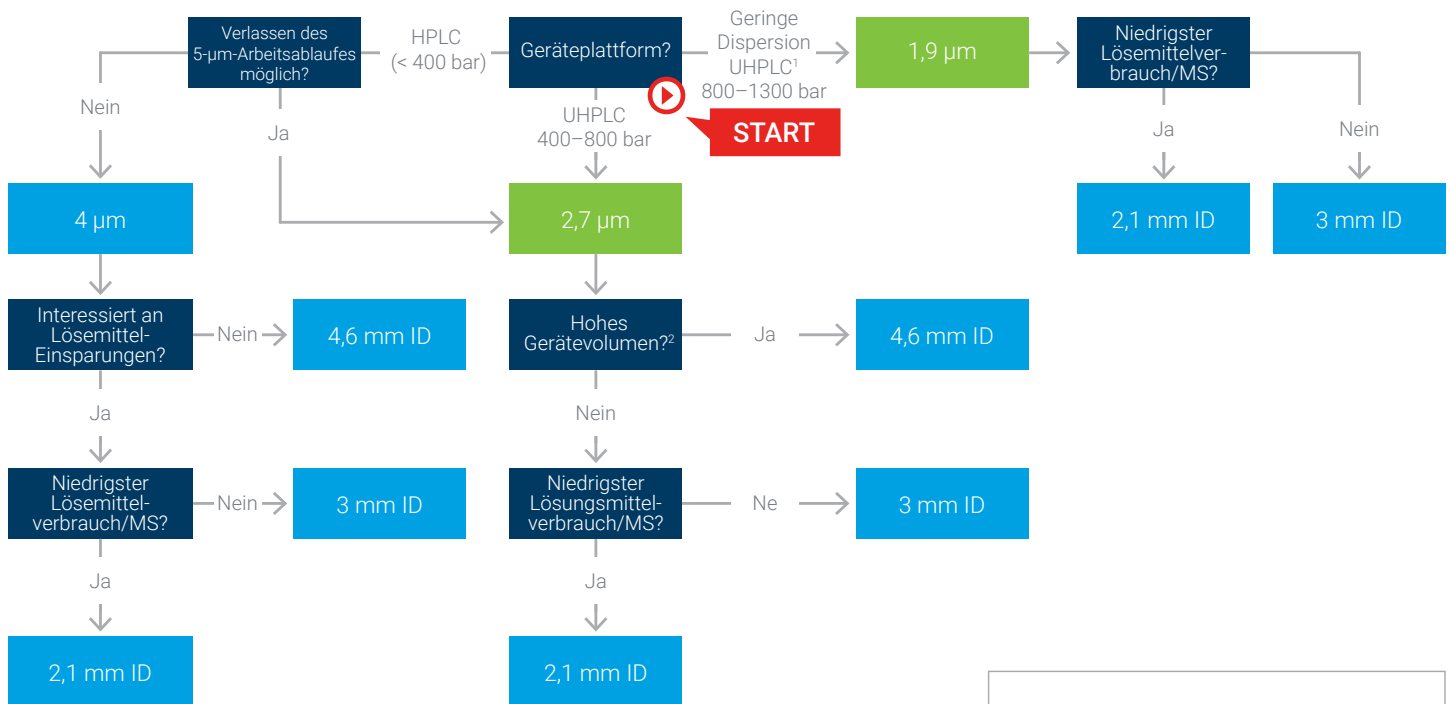 Verlassen des
5-µm-Arbeitsablaufes
möglich?
HPLC
(< 400 bar)
Geräteplattform?
Geringe
Dispersion
UHPLC¹
800–1300 bar
1,9 µm
Niedrigster
Lösemittelver-
brauch/MS?
Nein
Ja
UHPLC
400–800 bar
START
Ja
Nein
4 µm
2,7 µm
2,1 mm ID
3 mm ID
Interessiert an
Lösemittel-
Einsparungen?
Nein
4,6 mm ID
Hohes
Gerätevolumen?²
Ja
4,6 mm ID
Ja
Nein
Niedrigster
Lösemittel-
verbrauch/MS?
Nein
3 mm ID
Niedrigster
Lösungsmittel-
verbrauch/MS?
Ne
3 mm ID
Ja
Ja
2,1 mm ID
2,1 mm ID